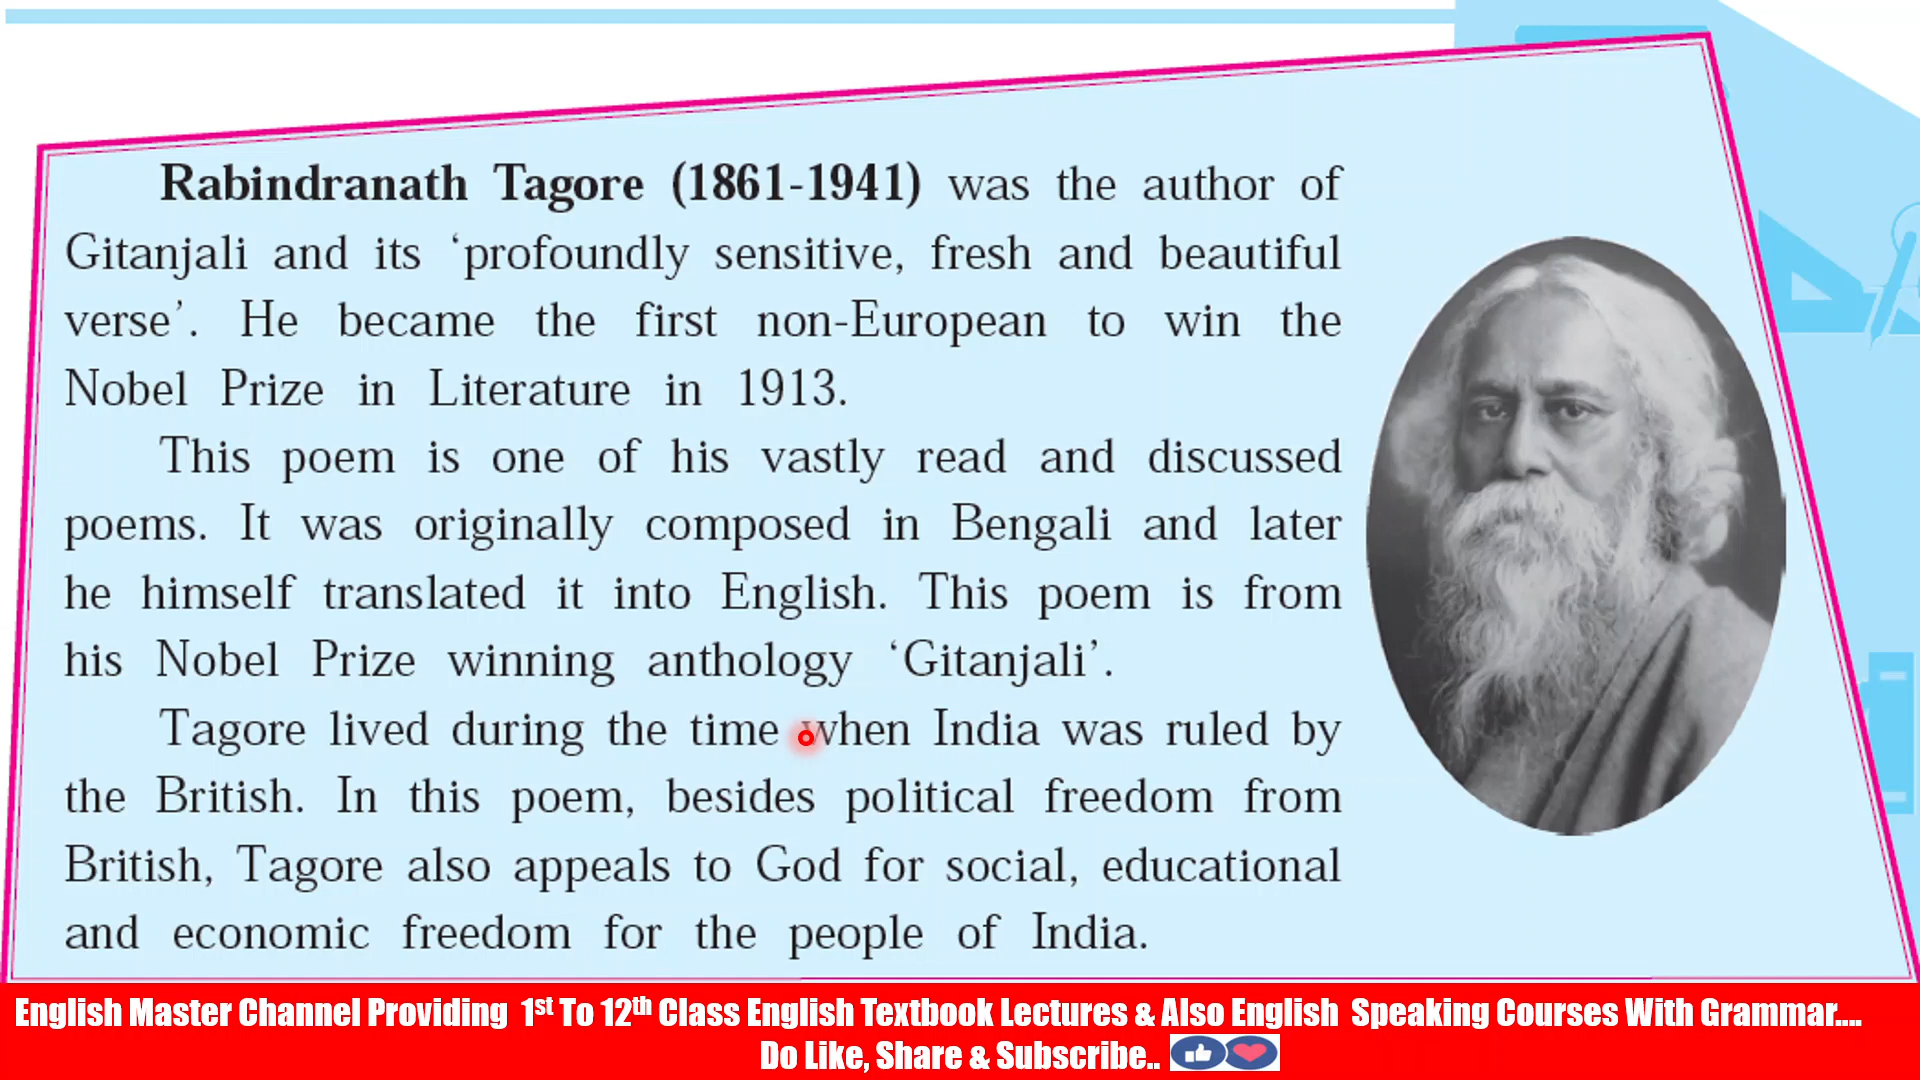 Rabindranath Tagore (1861-1941) was the author of
Gitanjali and its ‘profoundly sensitive, fresh and beautiful
verse’. He became the first non-European to win the
Nobel Prize in Literature in 1913.
This poem is one of his vastly read and discussed
poems. It was originally composed in Bengali and later
he himself translated it into English. This poem is from
his Nobel Prize winning anthology ‘Gitanjali’.
Tagore lived during the time when India was ruled by
the British. In this poem, besides political freedom from
British, Tagore also appeals to God for social, educational
and economic freedom for the people of India.
English Master Channel Providing 1st To 12th Class English Textbook Lectures & Also English Speaking Courses With Grammar....
Do Like, Share & Subscribe..